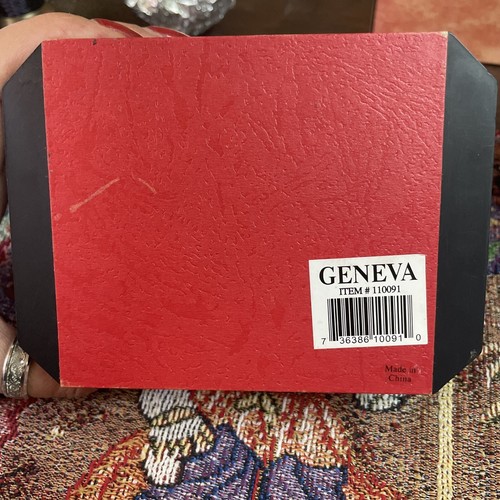 GENEVA
ITEM # 110091
7 36386 10091 0
Made in
China